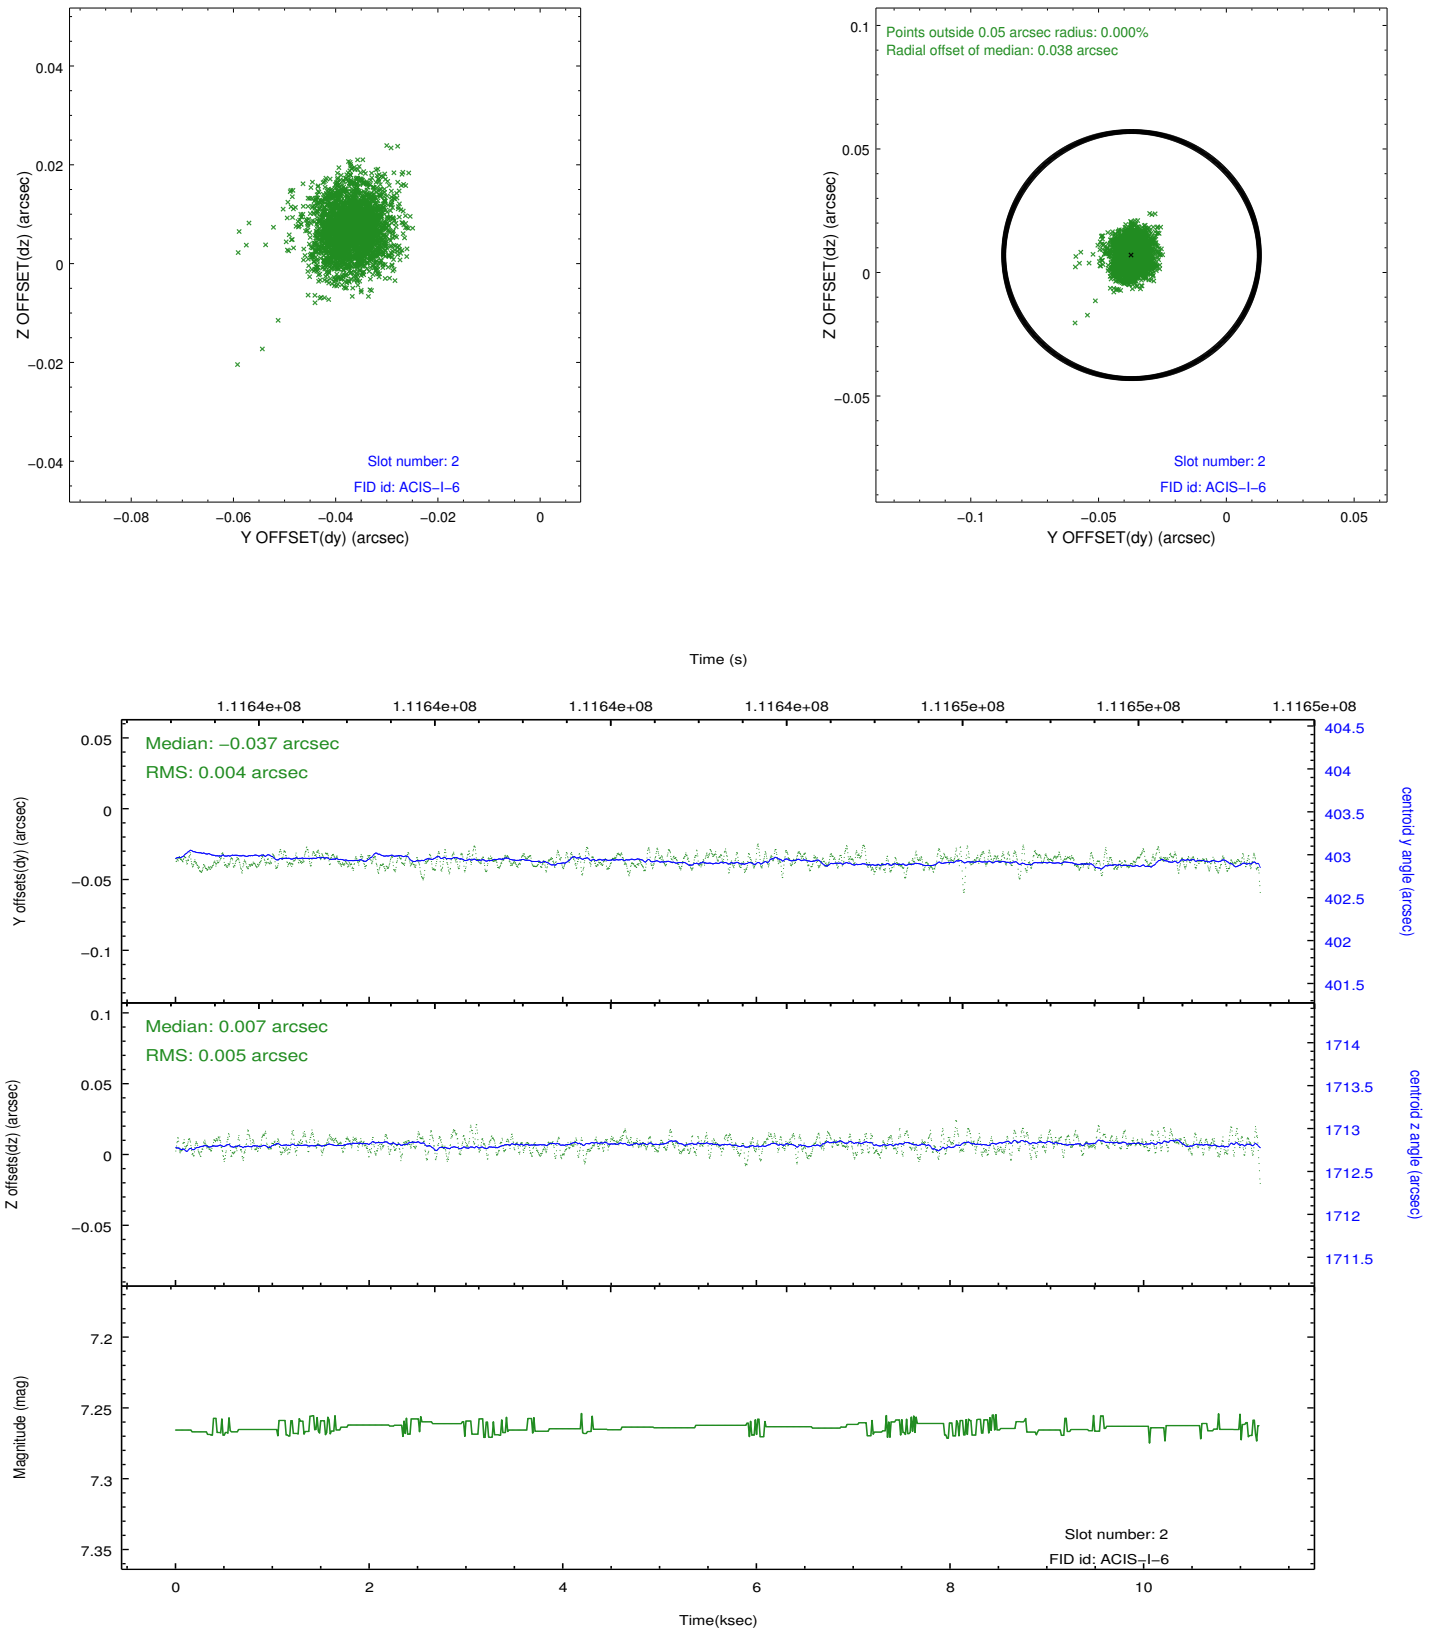 0.04
0.02
0
−0.02
−0.04
Z OFFSET(dz) (arcsec)
Slot number: 2
FID id: ACIS−I−6
−0.08
−0.06
−0.04
−0.02
0
Y OFFSET(dy) (arcsec)
Points outside 0.05 arcsec radius: 0.000%
Radial offset of median: 0.038 arcsec
0.1
0.05
0
−0.05
Z OFFSET(dz) (arcsec)
Slot number: 2
FID id: ACIS−I−6
−0.1
−0.05
0
0.05
Y OFFSET(dy) (arcsec)
Time (s)
1.1164e+08
1.1164e+08
1.1164e+08
1.1164e+08
1.1165e+08
1.1165e+08
1.1165e+08
Median: −0.037 arcsec
RMS: 0.004 arcsec
0.05
0
−0.05
−0.1
Y offsets(dy) (arcsec)
404.5
404
403.5
403
402.5
402
401.5
centroid y angle (arcsec)
Median: 0.007 arcsec
RMS: 0.005 arcsec
0.1
0.05
0
−0.05
Z offsets(dz) (arcsec)
1714
1713.5
1713
1712.5
1712
1711.5
centroid z angle (arcsec)
7.2
7.25
7.3
7.35
Magnitude (mag)
Slot number: 2
FID id: ACIS−I−6
0
2
4
6
8
10
Time(ksec)